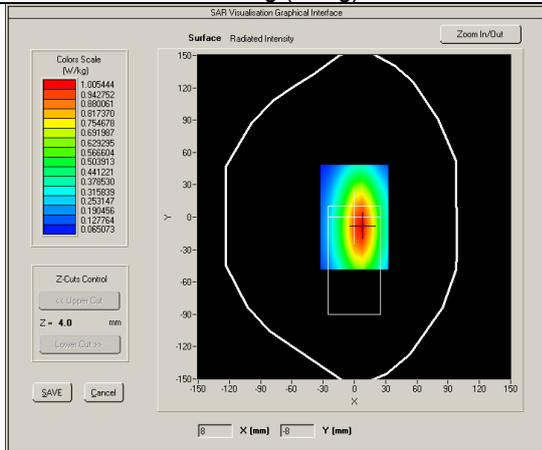 SAR Visualisation Graphical Interface
Surface Radiated Intensity
Zoom In/Out
Colors Scale
(W/kg)
1.005444
0.942752
0.880061
0.817370
0.754678
0.691987
0.629295
0.566604
0.503913
0.441221
0.378530
0.315839
0.253147
0.190456
0.127764
0.065073
Z-Cuts Control
<< Upper Cut
Z = 4.0 mm
Lower Cut >>
SAVE Cancel
150-
120-
90-
60-
30-
0-
-30-
-60-
-90-
-120-
-150-
Y
-150 -120 -90 -60 -30 0 30 60 90 120 150
X
8 X (mm) -8 Y (mm)